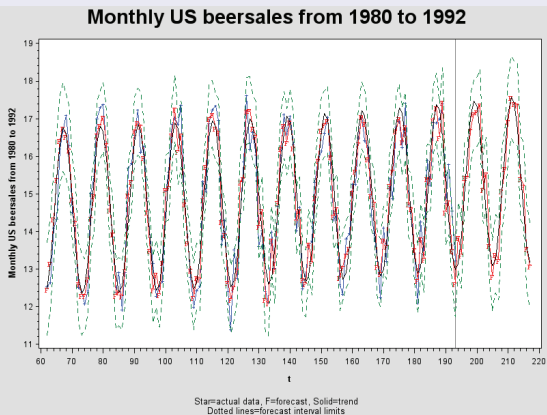 Monthly US beersales from 1980 to 1992
Monthly US beersales from 1980 to 1992
19
18
17
16
15
14
13
12
11
60 70 80 90 100 110 120 130 140 150 160 170 180 190 200 210 220
t
Star=actual data, F=forecast, Solid=trend
Dotted lines=forecast interval limits